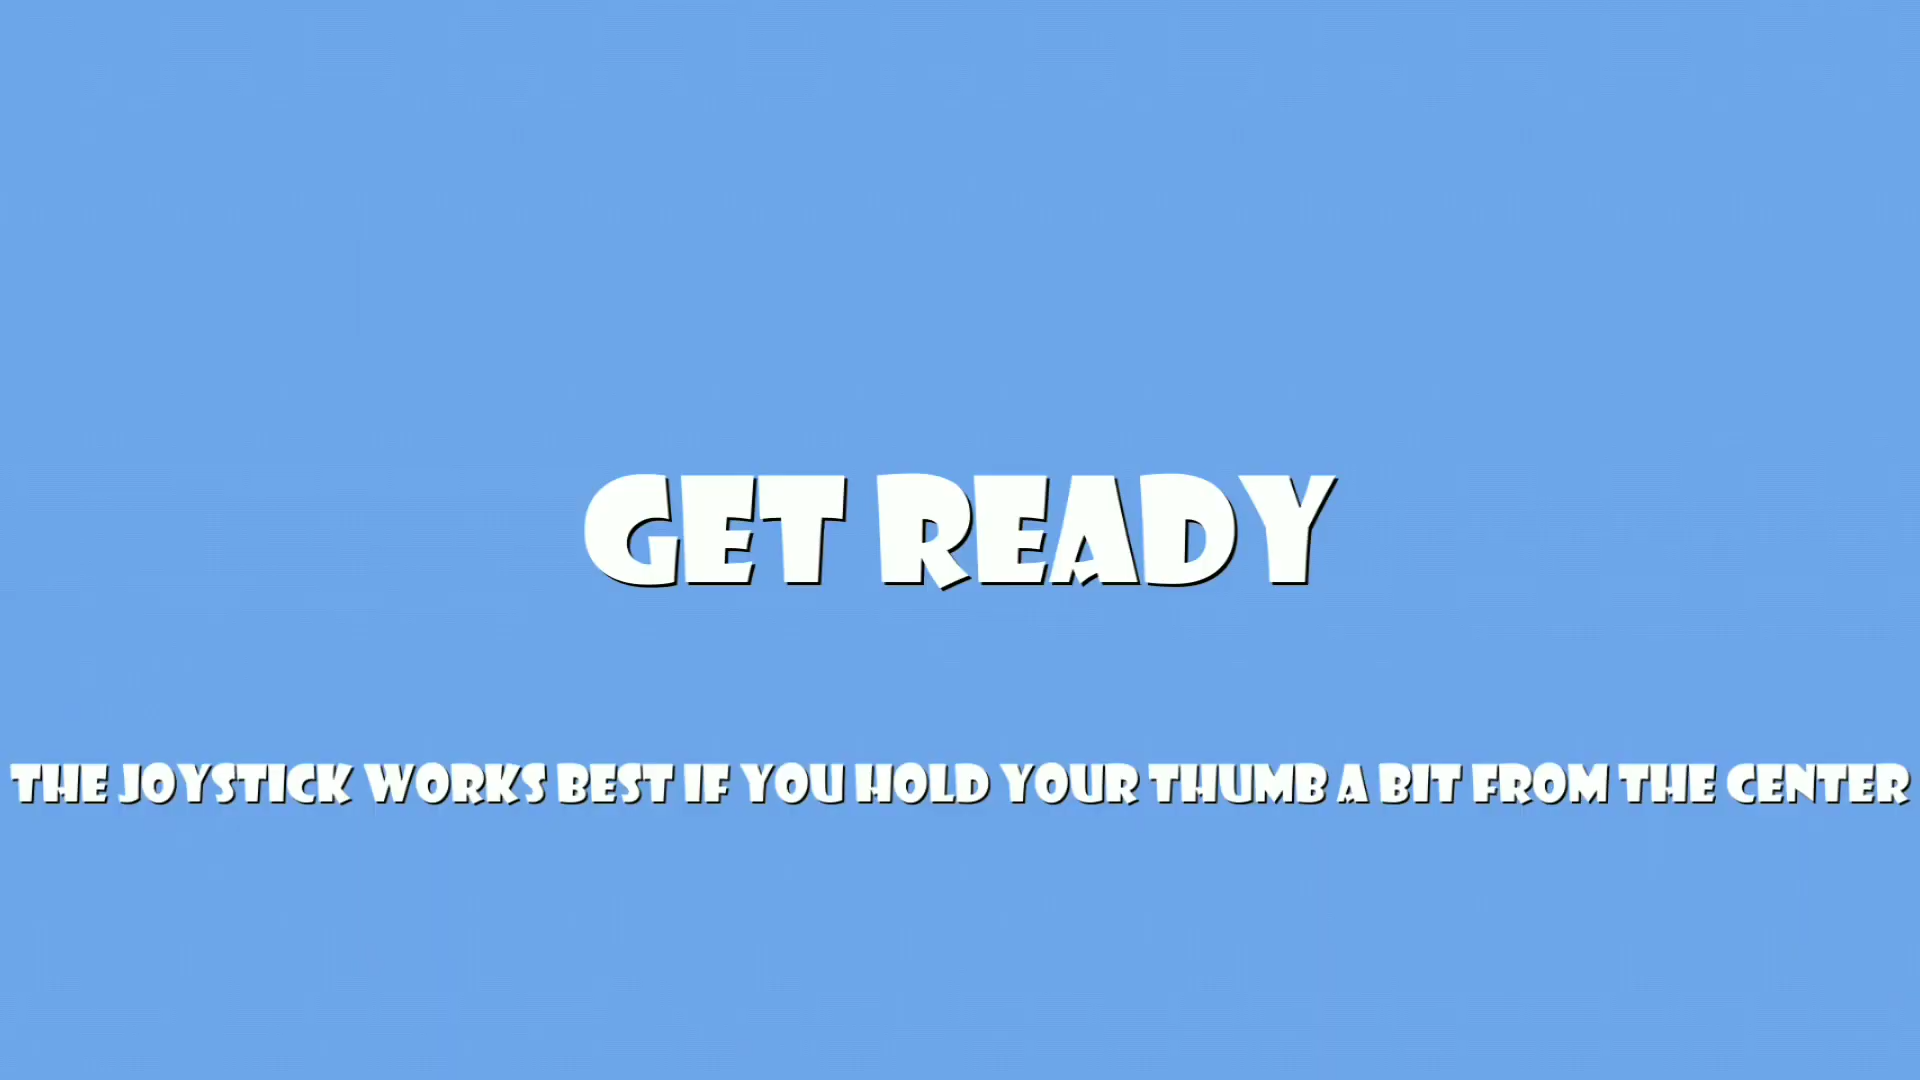 GET READY
THE JOYSTICK WORKS BEST IF YOU HOLD YOUR THUMB A BIT FROM THE CENTER